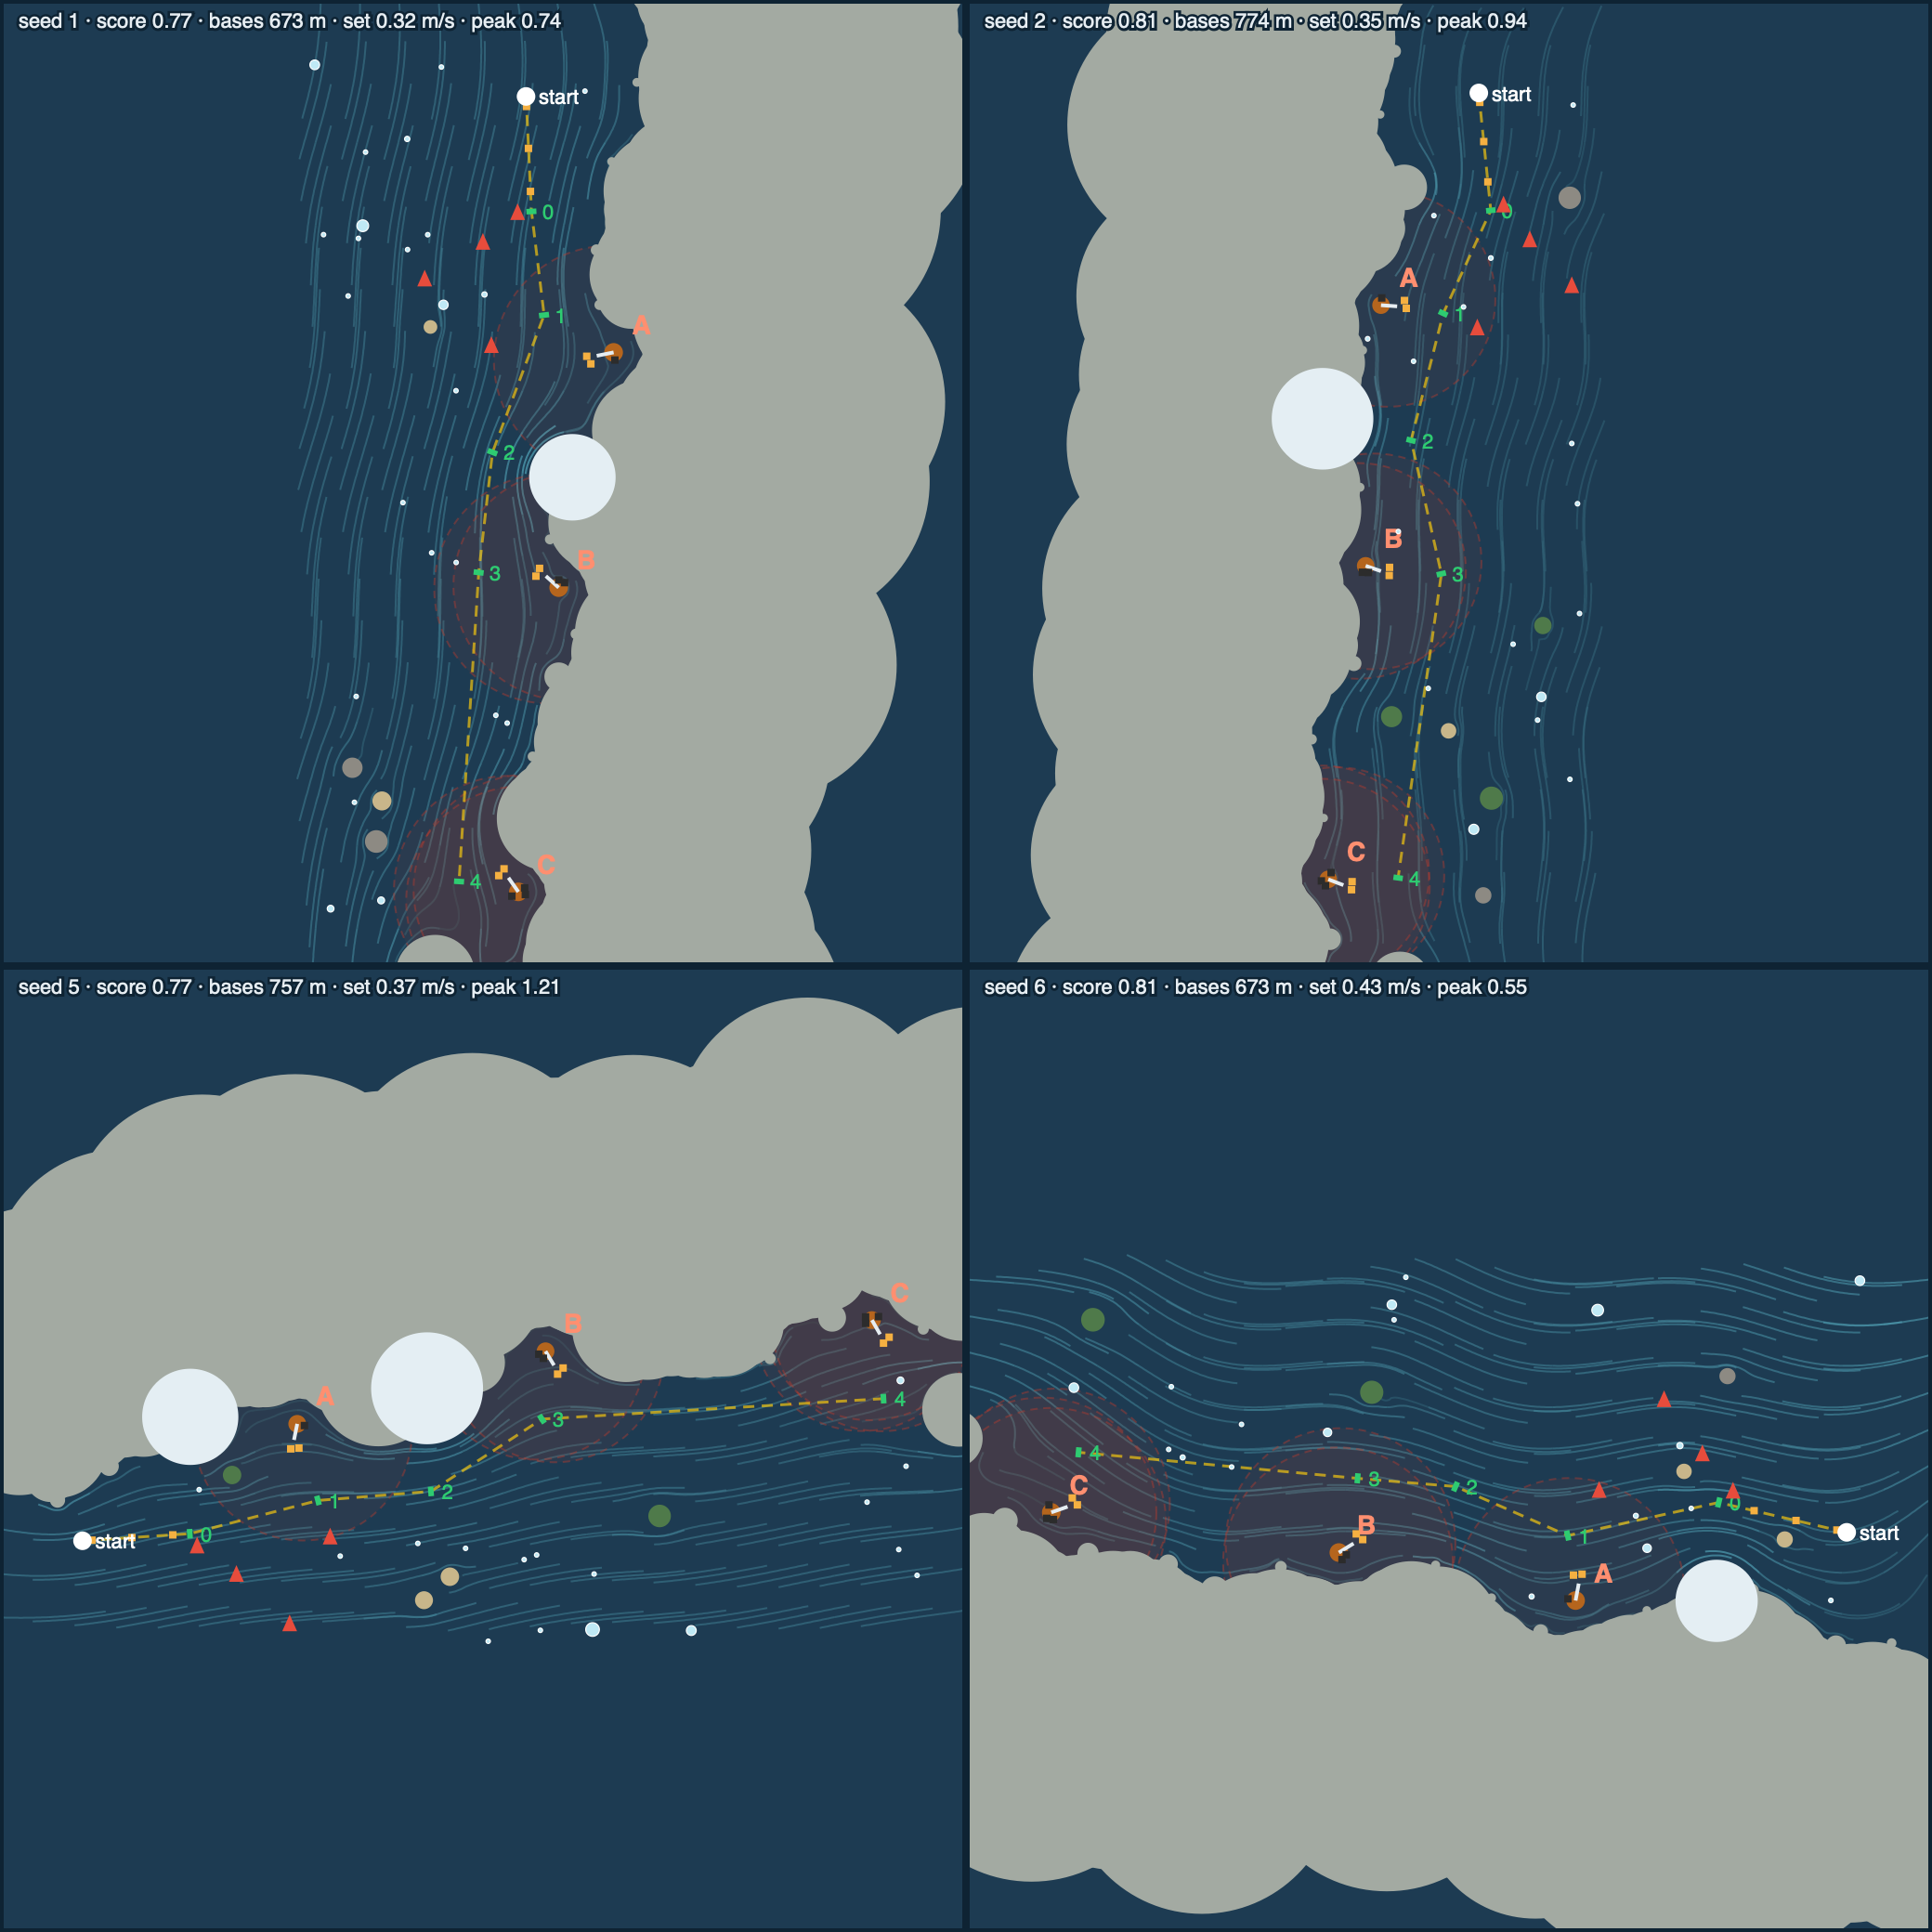 seed 1 · score 0.77 · bases 673 m · set 0.32 m/s · peak 0.74
start
0
1
A
2
B
3
C
4
seed 2 · score 0.81 · bases 774 m · set 0.35 m/s · peak 0.94
start
0
A
1
2
B
3
C
4
seed 5 · score 0.77 · bases 757 m · set 0.37 m/s · peak 1.21
C
B
A
4
3
2
1
start
0
seed 6 · score 0.81 · bases 673 m · set 0.43 m/s · peak 0.55
4
3
C
2
0
B
start
1
A